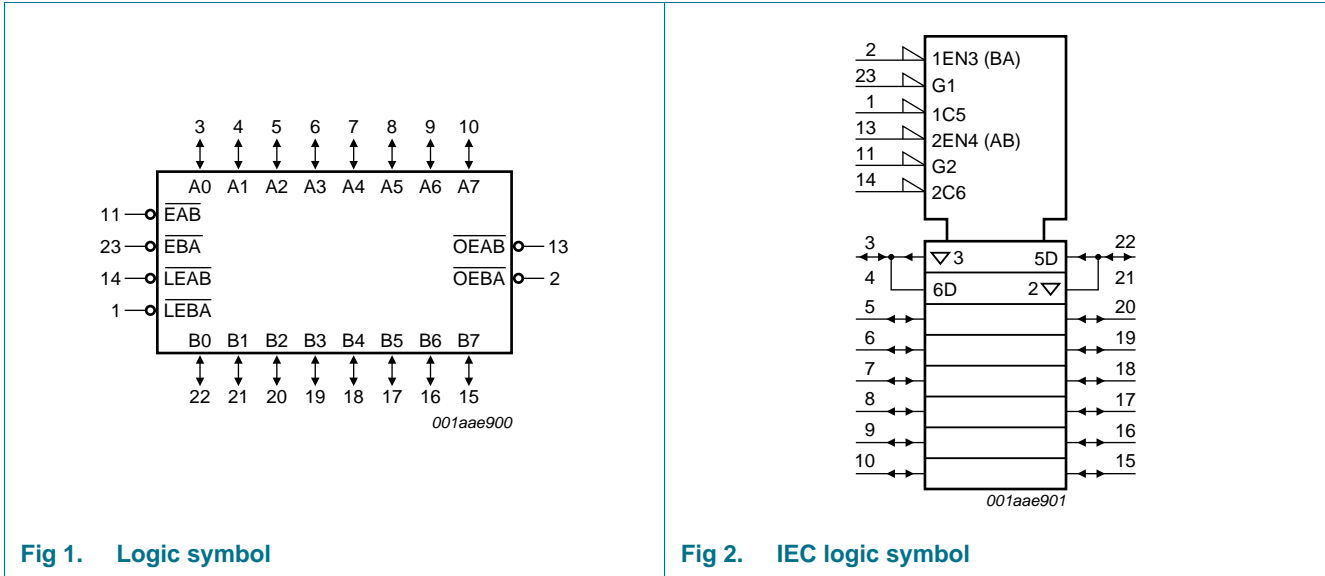 3 4 5 6 7 8 9 10
A0 A1 A2 A3 A4 A5 A6 A7
11 EAB
23 EBA OEAB 13
14 LEAB OEBA 2
1 LEBA
B0 B1 B2 B3 B4 B5 B6 B7
22 21 20 19 18 17 16 15
001aae900
Fig 1. Logic symbol
2 1EN3 (BA)
23 G1
1 1C5
13 2EN4 (AB)
11 G2
14 2C6
3 ▽3 5D 22
4 6D 2▽ 21
5 20
6 19
7 18
8 17
9 16
10 15
001aae901
Fig 2. IEC logic symbol